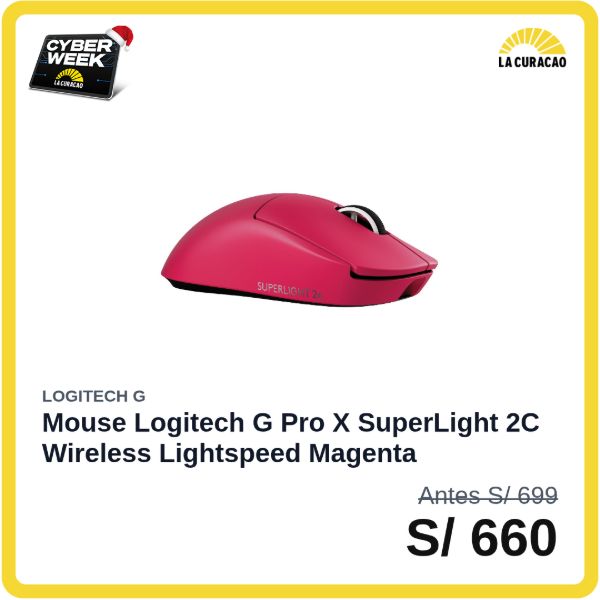 CYBER
WEEK
LA CURACAO
LA CURACAO
SUPERLIGHT 2c
LOGITECH G
Mouse Logitech G Pro X SuperLight 2C
Wireless Lightspeed Magenta
Antes S/ 699
S/ 660